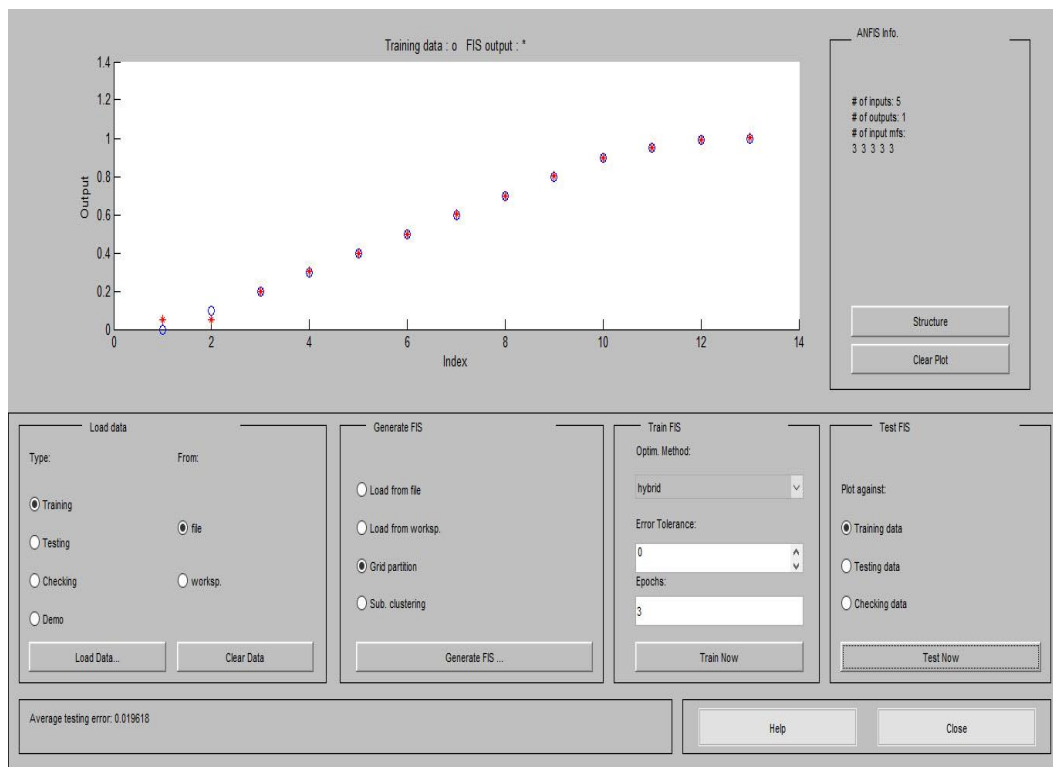 Training data : o FIS output : *
1.4
1.2
1
0.8
0.6
0.4
0.2
0
Output
0 2 4 6 8 10 12 14
Index
ANFIS Info.
# of inputs: 5
# of outputs: 1
# of input mfs:
3 3 3 3 3
Structure
Clear Plot
Load data
Type:
From:
Training
file
Testing
Checking
worksp.
Demo
Load Data...
Clear Data
Generate FIS
Load from file
Load from worksp.
Grid partition
Sub. clustering
Generate FIS ...
Train FIS
Optim. Method:
hybrid
Error Tolerance:
0
Epochs:
3
Train Now
Test FIS
Plot against:
Training data
Testing data
Checking data
Test Now
Average testing error: 0.019618
Help
Close